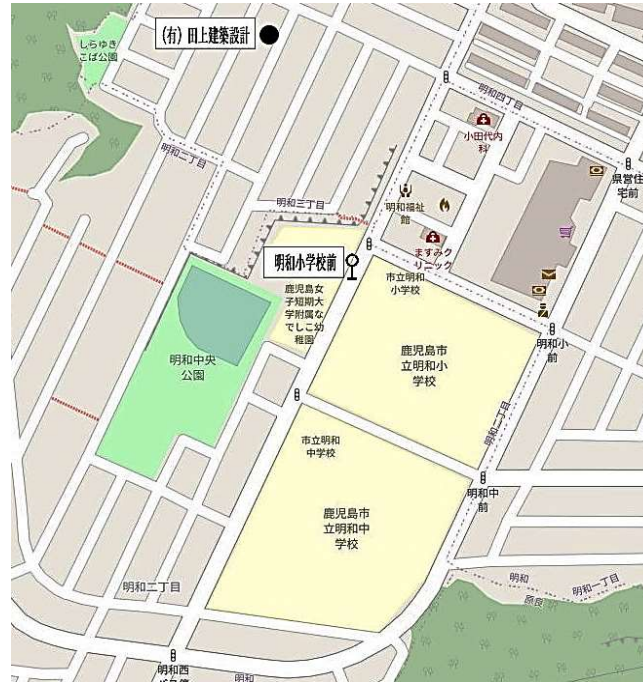 しらゆき
こば公園
(有) 田上建築設計
明和四丁目
小田代内
科
県営住
宅前
明和二丁目
明和三丁目
明和福祉
館
ますみク
リニック
明和小学校前
市立明和
小学校
鹿児島女
子短期大
学附属な
でしこ幼
稚園
明和小
前
鹿児島市
立明和小
学校
明和中央
公園
明和二丁目
市立明和
中学校
明和中
前
鹿児島市
立明和中
学校
明和二丁目
明和
原良
明和一丁目
明和西